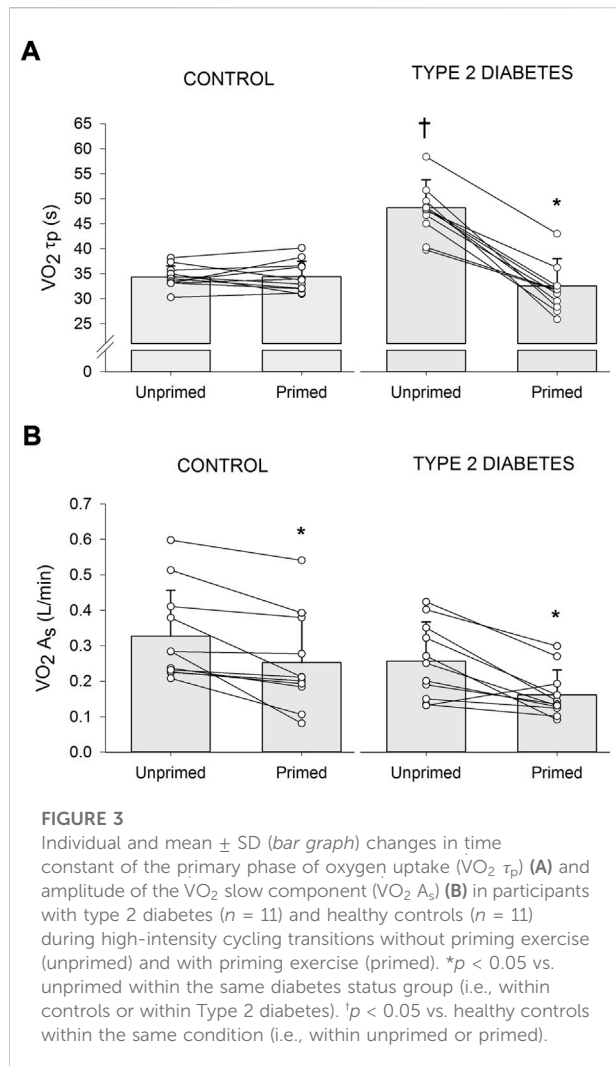 A
CONTROL
TYPE 2 DIABETES
†
*
65
60
55
50
45
40
35
30
25
0
VO2 τp (s)
Unprimed
Primed
Unprimed
Primed
B
CONTROL
TYPE 2 DIABETES
*
*
0.7
0.6
0.5
0.4
0.3
0.2
0.1
0.0
VO2 As (L/min)
Unprimed
Primed
Unprimed
Primed
FIGURE 3
Individual and mean ± SD (bar graph) changes in time
constant of the primary phase of oxygen uptake (V̇O2 τp) (A) and
amplitude of the V̇O2 slow component (V̇O2 As) (B) in participants
with type 2 diabetes (n = 11) and healthy controls (n = 11)
during high-intensity cycling transitions without priming exercise
(unprimed) and with priming exercise (primed). *p < 0.05 vs.
unprimed within the same diabetes status group (i.e., within
controls or within Type 2 diabetes). †p < 0.05 vs. healthy controls
within the same condition (i.e., within unprimed or primed).